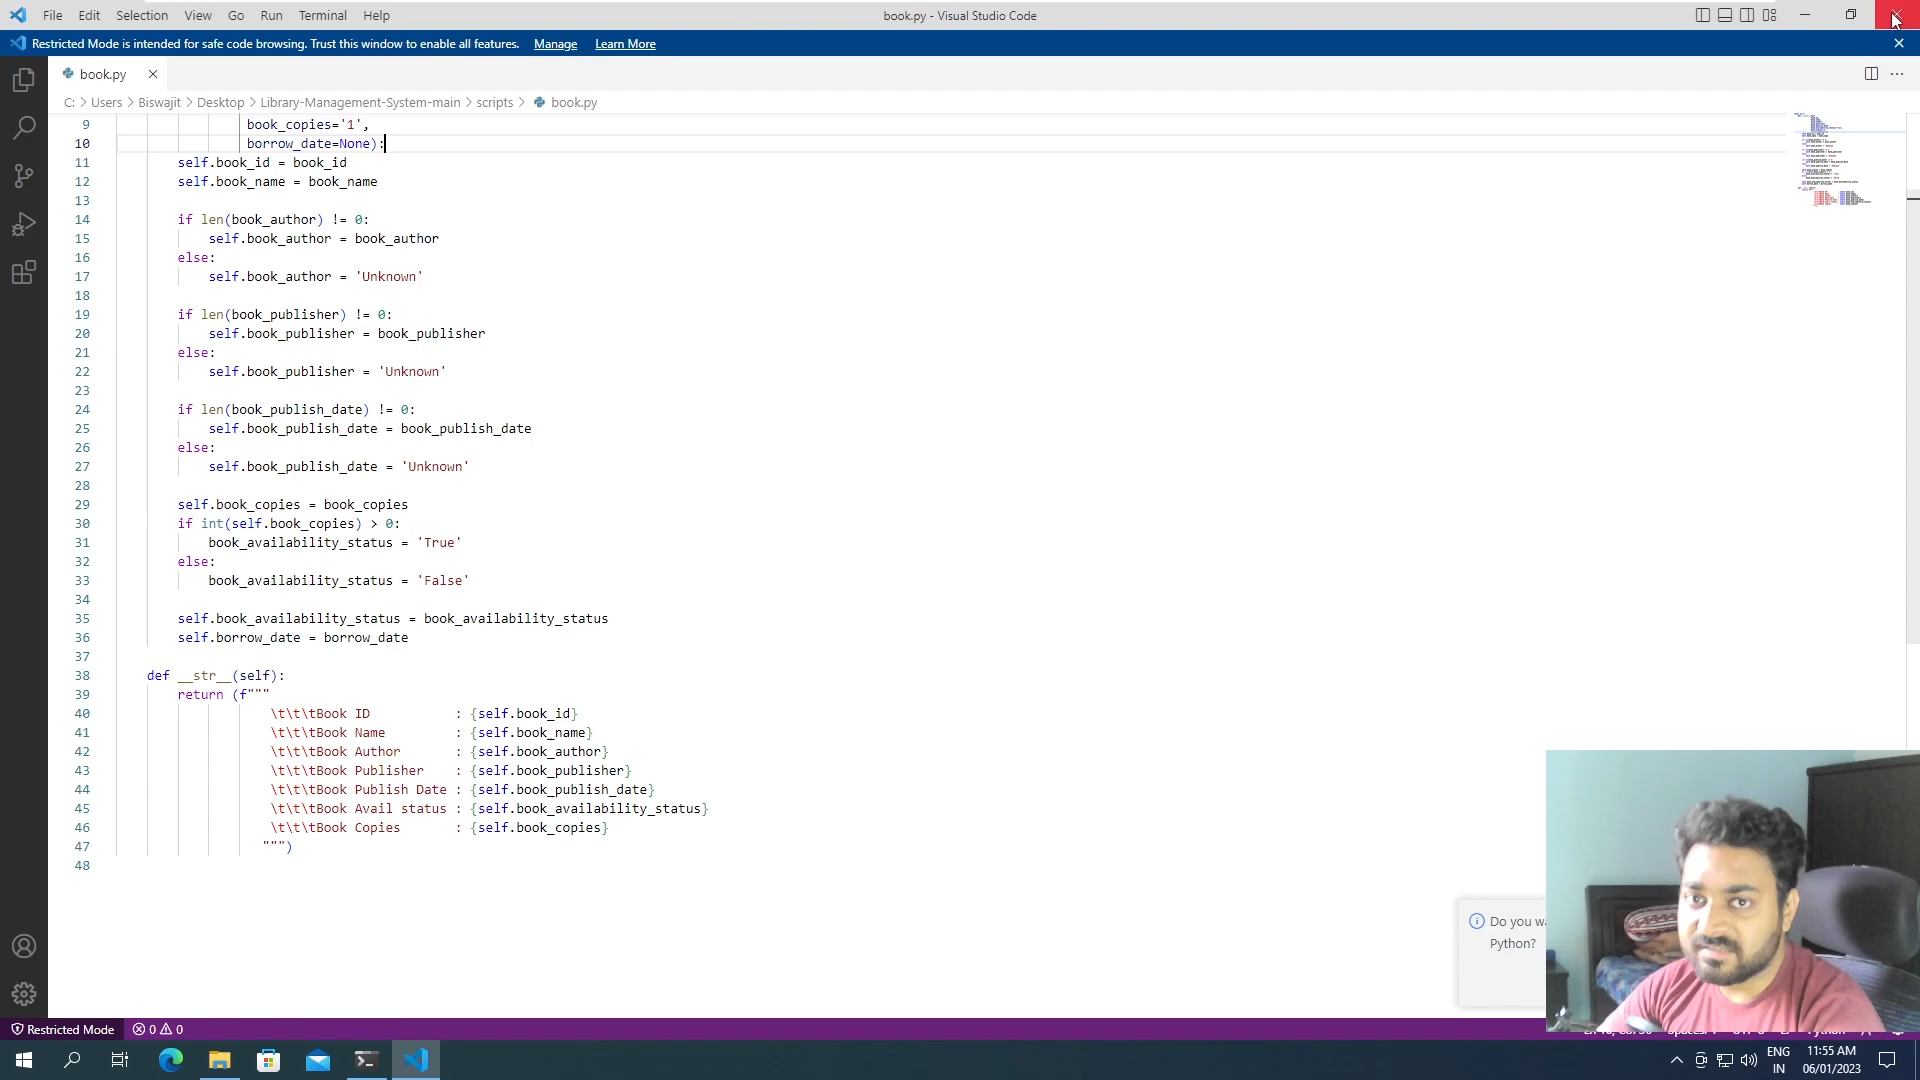 File Edit Selection View Go Run Terminal Help book.py - Visual Studio Code
Restricted Mode is intended for safe code browsing. Trust this window to enable all features. Manage Learn More
book.py
C: > Users > Biswajit > Desktop > Library-Management-System-main > scripts > book.py
9 book_copies='1',
10 borrow_date=None):
11 self.book_id = book_id
12 self.book_name = book_name
13
14 if len(book_author) != 0:
15 self.book_author = book_author
16 else:
17 self.book_author = 'Unknown'
18
19 if len(book_publisher) != 0:
20 self.book_publisher = book_publisher
21 else:
22 self.book_publisher = 'Unknown'
23
24 if len(book_publish_date) != 0:
25 self.book_publish_date = book_publish_date
26 else:
27 self.book_publish_date = 'Unknown'
28
29 self.book_copies = book_copies
30 if int(self.book_copies) > 0:
31 book_availability_status = 'True'
32 else:
33 book_availability_status = 'False'
34
35 self.book_availability_status = book_availability_status
36 self.borrow_date = borrow_date
37
38 def __str__(self):
39 return (f"""
40 \t\t\tBook ID : {self.book_id}
41 \t\t\tBook Name : {self.book_name}
42 \t\t\tBook Author : {self.book_author}
43 \t\t\tBook Publisher : {self.book_publisher}
44 \t\t\tBook Publish Date : {self.book_publish_date}
45 \t\t\tBook Avail status : {self.book_availability_status}
46 \t\t\tBook Copies : {self.book_copies}
47 """)
48
Do you
Python?
Restricted Mode 0 0
ENG 11:55 AM
IN 06/01/2023